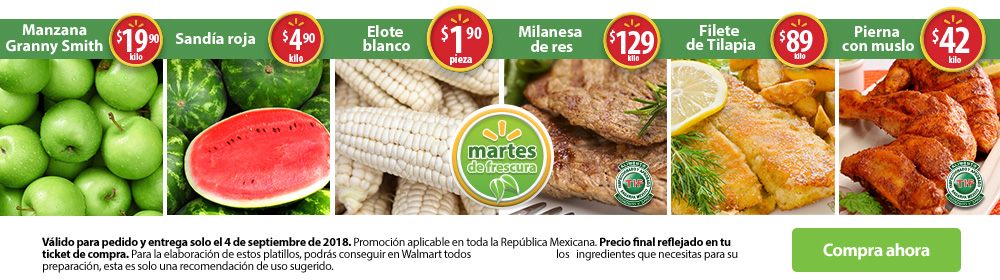 Manzana
Granny Smith
$19.90
kilo
Sandía roja
$4.90
kilo
Elote
blanco
$1.90
pieza
Milanesa
de res
$129
kilo
Filete
de Tilapia
$89
kilo
Pierna
con muslo
$42
kilo
martes
de frescura
TIF
TIF
Válido para pedido y entrega solo el 4 de septiembre de 2018. Promoción aplicable en toda la República Mexicana. Precio final reflejado en tu
ticket de compra. Para la elaboración de estos platillos, podrás conseguir en Walmart todos los ingredientes que necesitas para su
preparación, esta es solo una recomendación de uso sugerido.
Compra ahora